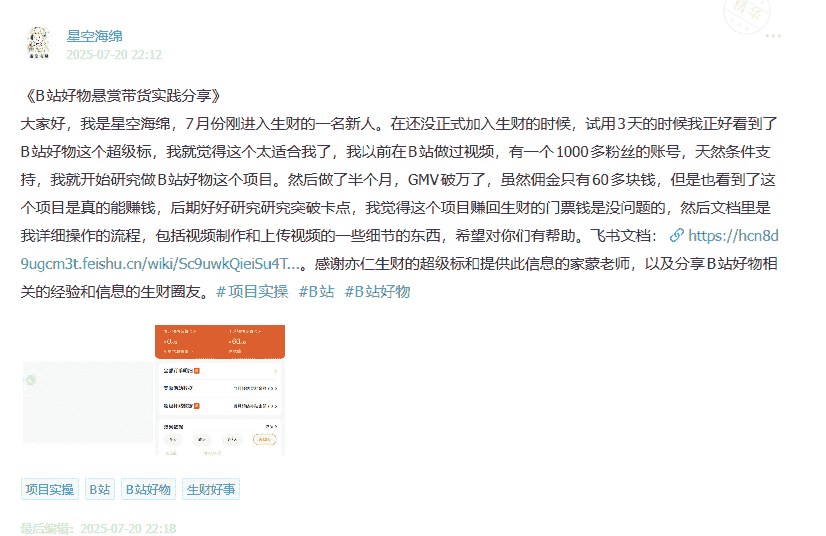 精华
星空海绵
2025-07-20 22:12
《B站好物悬赏带货实践分享》
大家好，我是星空海绵，7月份刚进入生财的一名新人。在还没正式加入生财的时候，试用3天的时候我正好看到了
B站好物这个超级标，我就觉得这个太适合我了，我以前在B站做过视频，有一个1000多粉丝的账号，天然条件支
持，我就开始研究做B站好物这个项目。然后做了半个月，GMV破万了，虽然佣金只有60多块钱，但是也看到了这
个项目是真的能赚钱，后期好好研究研究突破卡点，我觉得这个项目赚回生财的门票钱是没问题的，然后文档里是
我详细操作的流程，包括视频制作和上传视频的一些细节的东西，希望对你们有帮助。飞书文档： https://hcn8d
9ugcm3t.feishu.cn/wiki/Sc9uwkQieiSu4T...。感谢亦仁生财的超级标和提供此信息的家蒙老师，以及分享B站好物相
关的经验和信息的生财圈友。#项目实操 #B站 #B站好物
项目实操 B站 B站好物 生财好事
最后编辑：2025-07-20 22:18